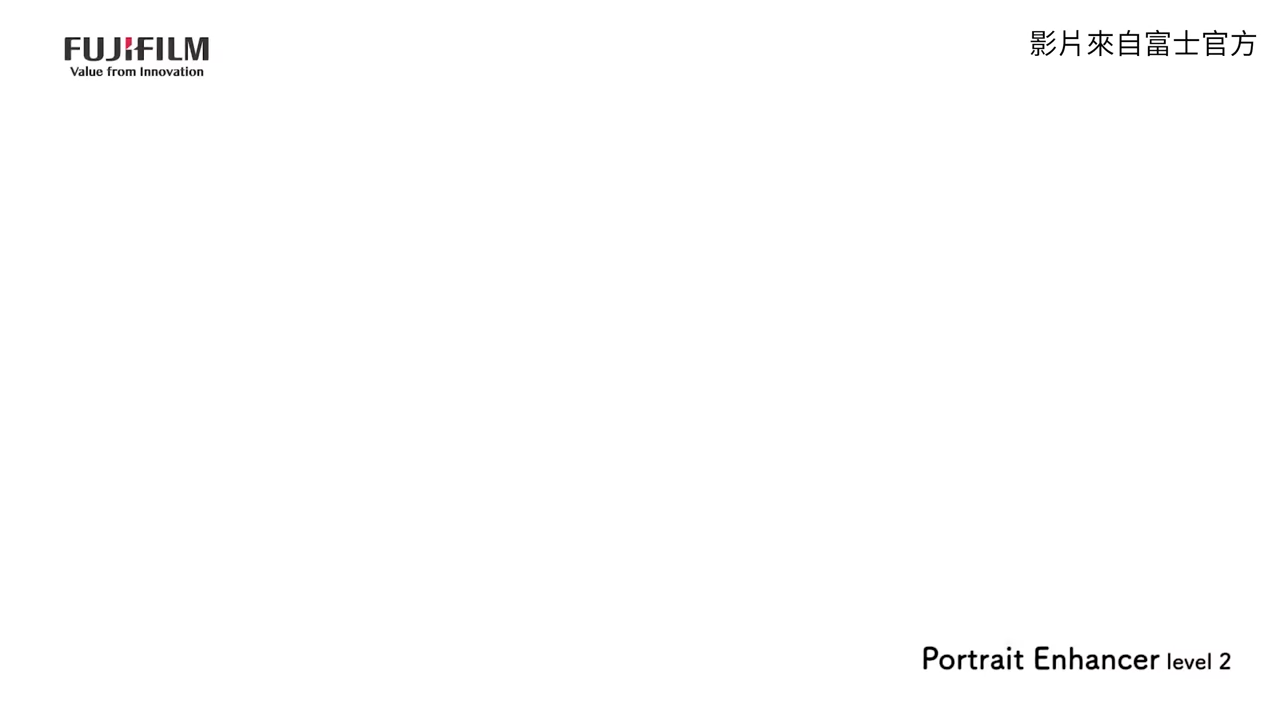 FUJIFILM
Value from Innovation
影片來自富士官方
Portrait Enhancer level 2